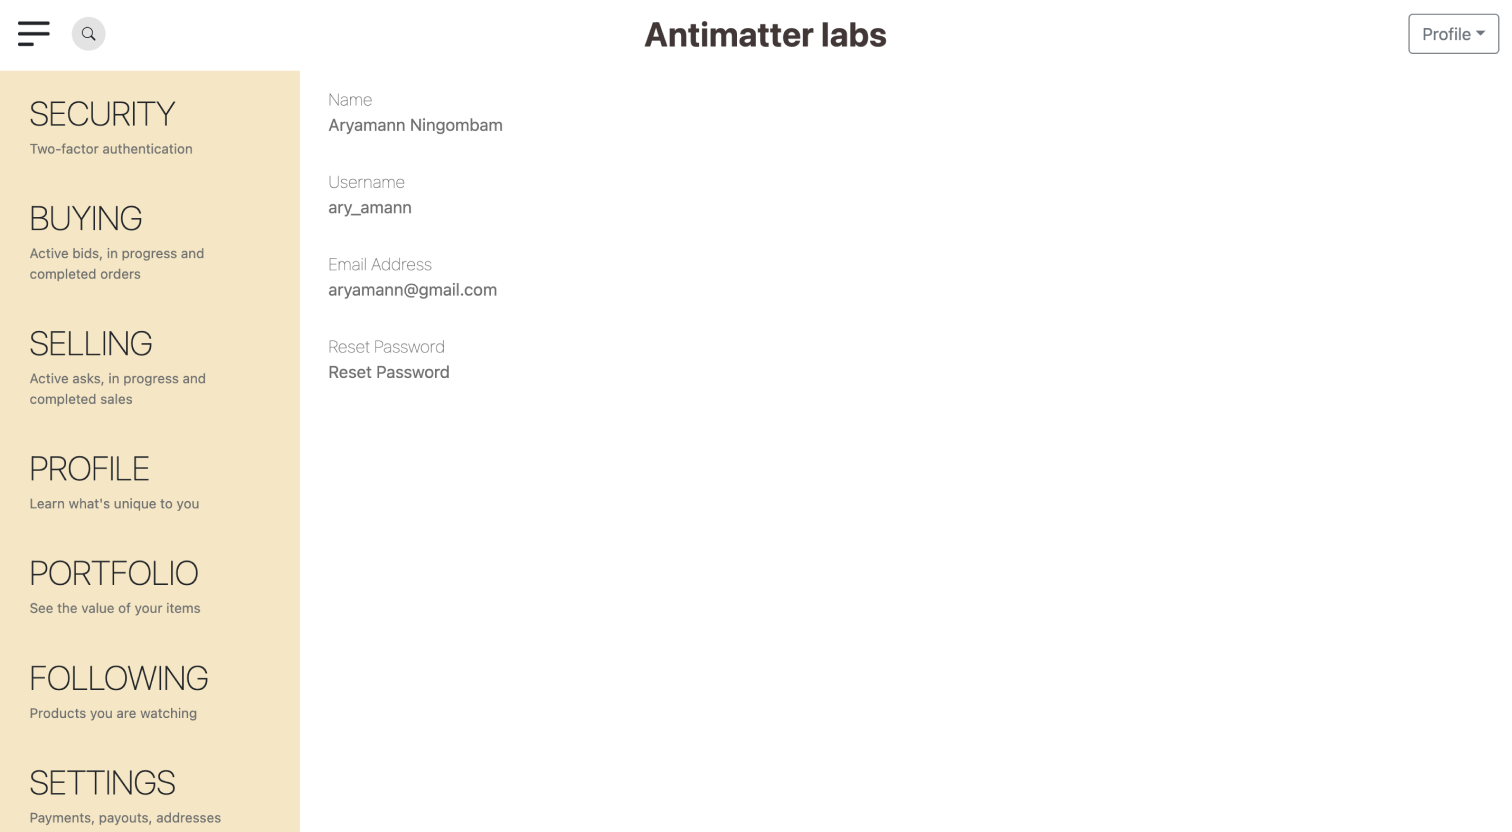 Antimatter labs
Profile
SECURITY
Two-factor authentication
BUYING
Active bids, in progress and
completed orders
SELLING
Active asks, in progress and
completed sales
PROFILE
Learn what's unique to you
PORTFOLIO
See the value of your items
FOLLOWING
Products you are watching
SETTINGS
Payments, payouts, addresses
Name
Aryamann Ningombam
Username
ary_amann
Email Address
aryamann@gmail.com
Reset Password
Reset Password